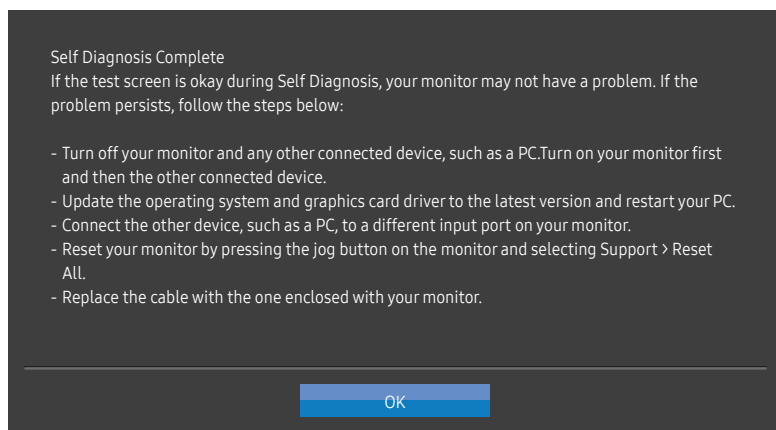 Self Diagnosis Complete
If the test screen is okay during Self Diagnosis, your monitor may not have a problem. If the
problem persists, follow the steps below:
- Turn off your monitor and any other connected device, such as a PC.Turn on your monitor first
and then the other connected device.
- Update the operating system and graphics card driver to the latest version and restart your PC.
- Connect the other device, such as a PC, to a different input port on your monitor.
- Reset your monitor by pressing the jog button on the monitor and selecting Support > Reset
All.
- Replace the cable with the one enclosed with your monitor.
OK